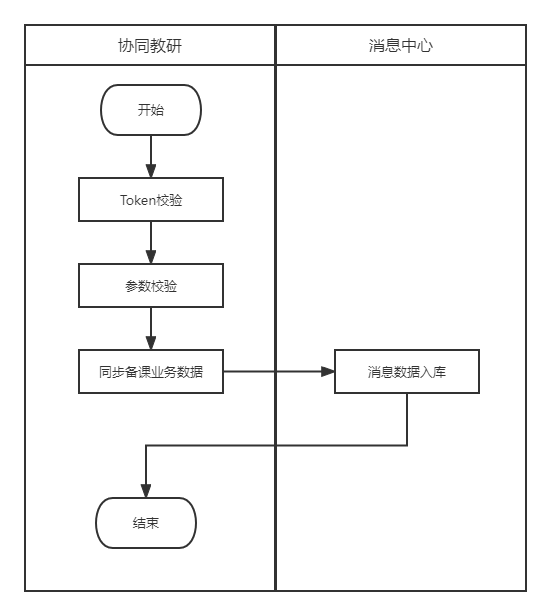 协同教研
消息中心
开始
Token校验
参数校验
同步备课业务数据
消息数据入库
结束